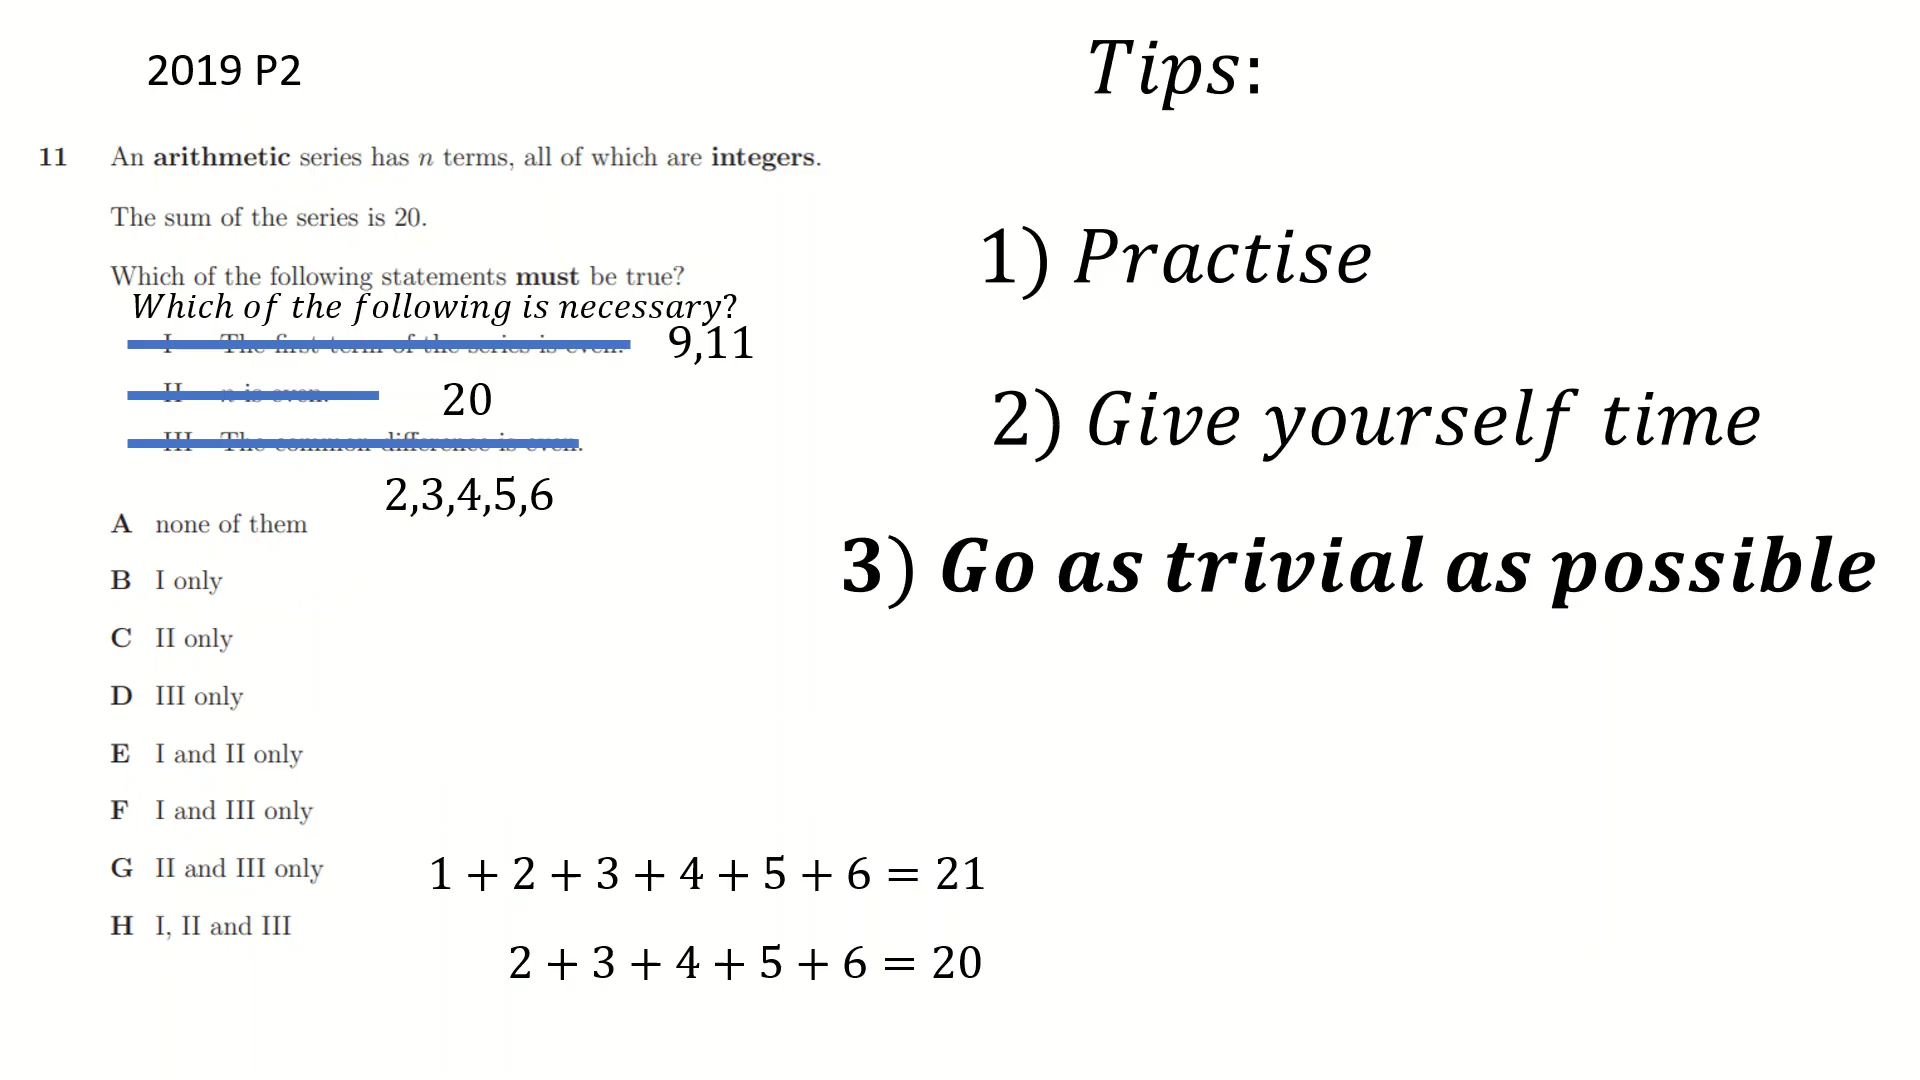 2019 P2
Tips:
11 An arithmetic series has n terms, all of which are integers.
The sum of the series is 20.
Which of the following statements must be true?
Which of the following is necessary?
I The first term of the series is even.
9,11
II n is even.
20
III The common difference is even.
2,3,4,5,6
A none of them
B I only
C II only
D III only
E I and II only
F I and III only
G II and III only
H I, II and III
1 + 2 + 3 + 4 + 5 + 6 = 21
2 + 3 + 4 + 5 + 6 = 20
1) Practise
2) Give yourself time
3) Go as trivial as possible